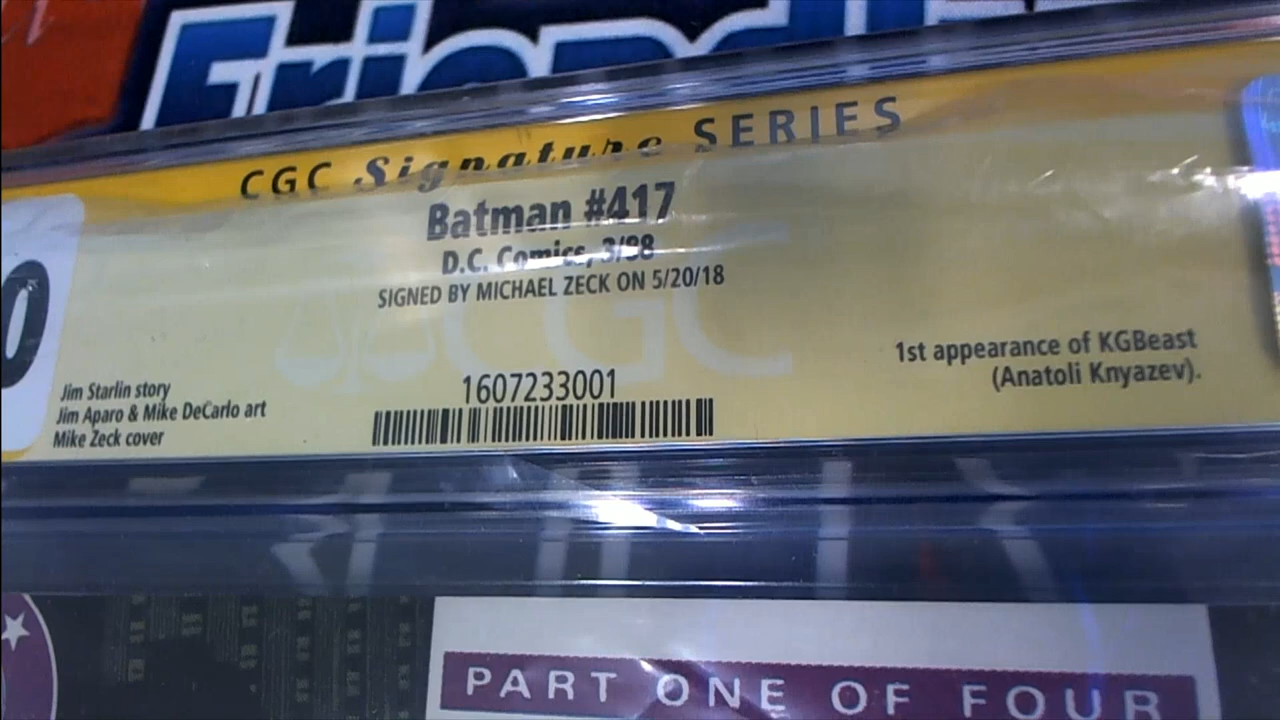 Friendl
CGC Signature SERIES
Batman #417
D.C. Comics, 3/88
SIGNED BY MICHAEL ZECK ON 5/20/18
0
1st appearance of KGBeast
(Anatoli Knyazev).
Jim Starlin story
Jim Aparo & Mike DeCarlo art
Mike Zeck cover
1607233001
CGC
PART ONE OF FOUR